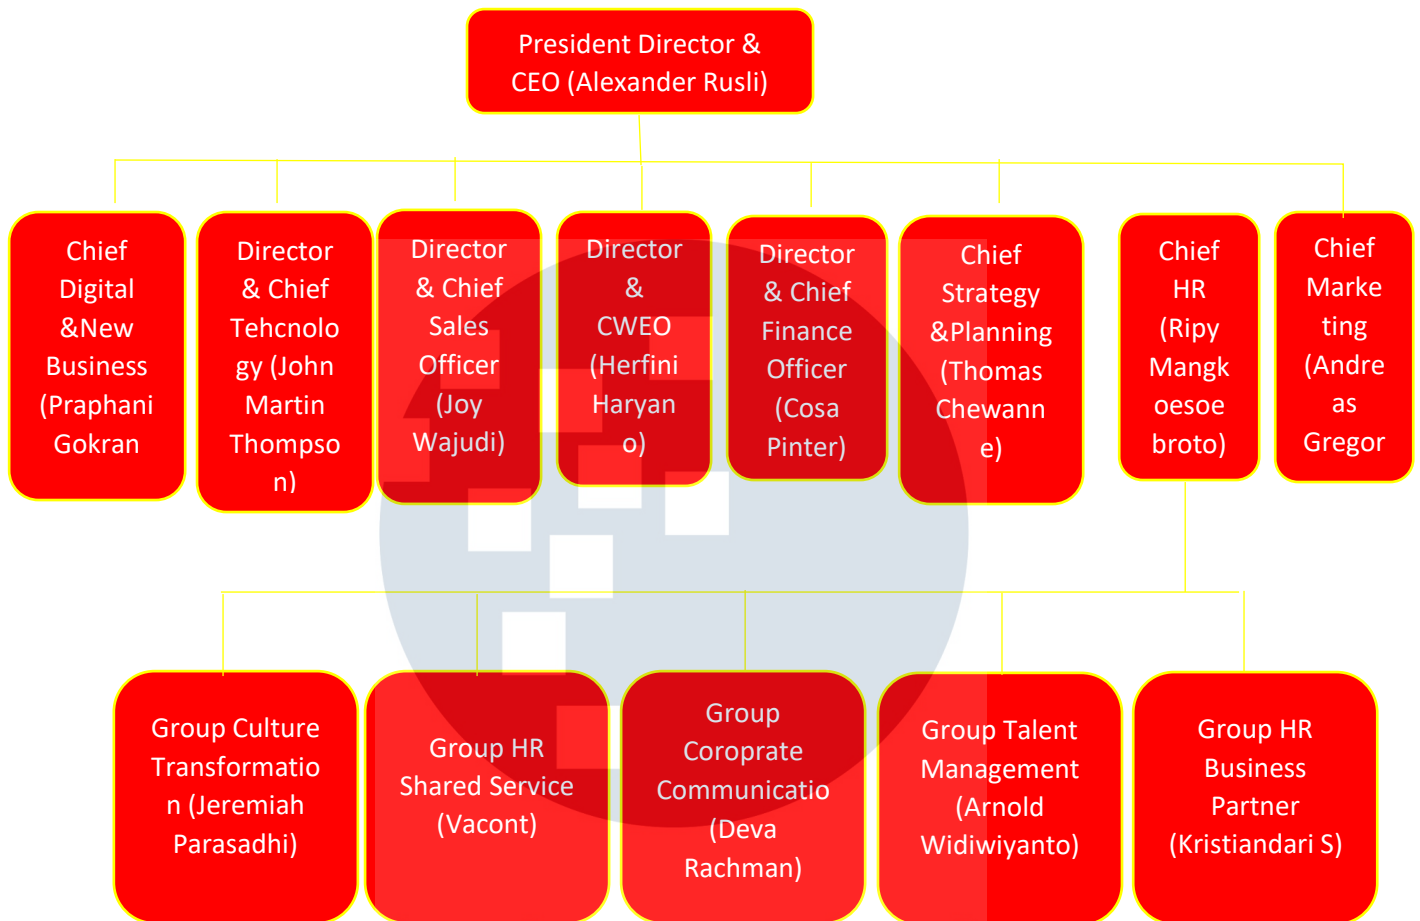 President Director &
CEO (Alexander Rusli)
Chief
Digital
&New
Business
(Praphani
Gokran
Director
& Chief
Tehcnolo
gy (John
Martin
Thompso
n)
Director
& Chief
Sales
Officer
(Joy
Wajudi)
Director
&
CWEO
(Herfini
Haryan
o)
Director
& Chief
Finance
Officer
(Cosa
Pinter)
Chief
Strategy
&Planning
(Thomas
Chewann
e)
Chief
HR
(Ripy
Mangk
oesoe
broto)
Chief
Marke
ting
(Andre
as
Gregor
Group Culture
Transformatio
n (Jeremiah
Parasadhi)
Group HR
Shared Service
(Vacont)
Group
Coroprate
Communicatio
(Deva
Rachman)
Group Talent
Management
(Arnold
Widiwiyanto)
Group HR
Business
Partner
(Kristiandari S)